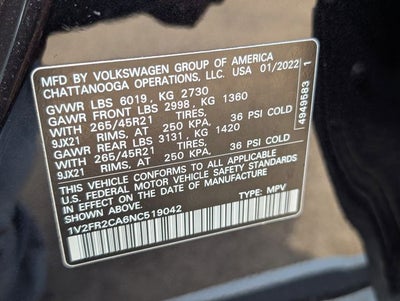 MFD BY VOLKSWAGEN GROUP OF AMERICA
CHATTANOOGA OPERATIONS, LLC. USA 01/2022
GVWR LBS 6019, KG 2730
GAWR FRONT LBS 2998, KG 1360
WITH 265/45R21 TIRES,
9JX21 RIMS, AT 250 KPA. 36 PSI COLD
GAWR REAR LBS 3131, KG 1420
WITH 265/45R21 TIRES,
9JX21 RIMS, AT 250 KPA. 36 PSI COLD
THIS VEHICLE CONFORMS TO ALL APPLICABLE
U.S. FEDERAL MOTOR VEHICLE SAFETY STANDARDS
IN EFFECT ON THE DATE OF MANUFACTURE SHOWN ABOVE.
1V2FR2CA6NC519042 TYPE: MPV
4949583 1